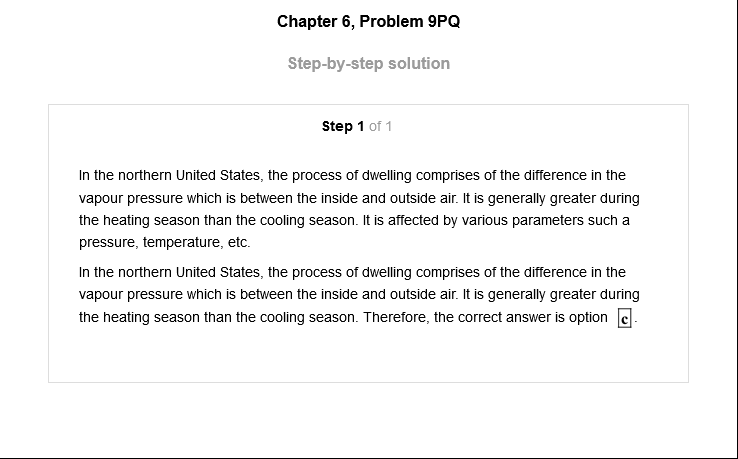 Chapter 6, Problem 9PQ
Step-by-step solution
Step 1 of 1
In the northern United States, the process of dwelling comprises of the difference in the
vapour pressure which is between the inside and outside air. It is generally greater during
the heating season than the cooling season. It is affected by various parameters such a
pressure, temperature, etc.
In the northern United States, the process of dwelling comprises of the difference in the
vapour pressure which is between the inside and outside air. It is generally greater during
the heating season than the cooling season. Therefore, the correct answer is option c.